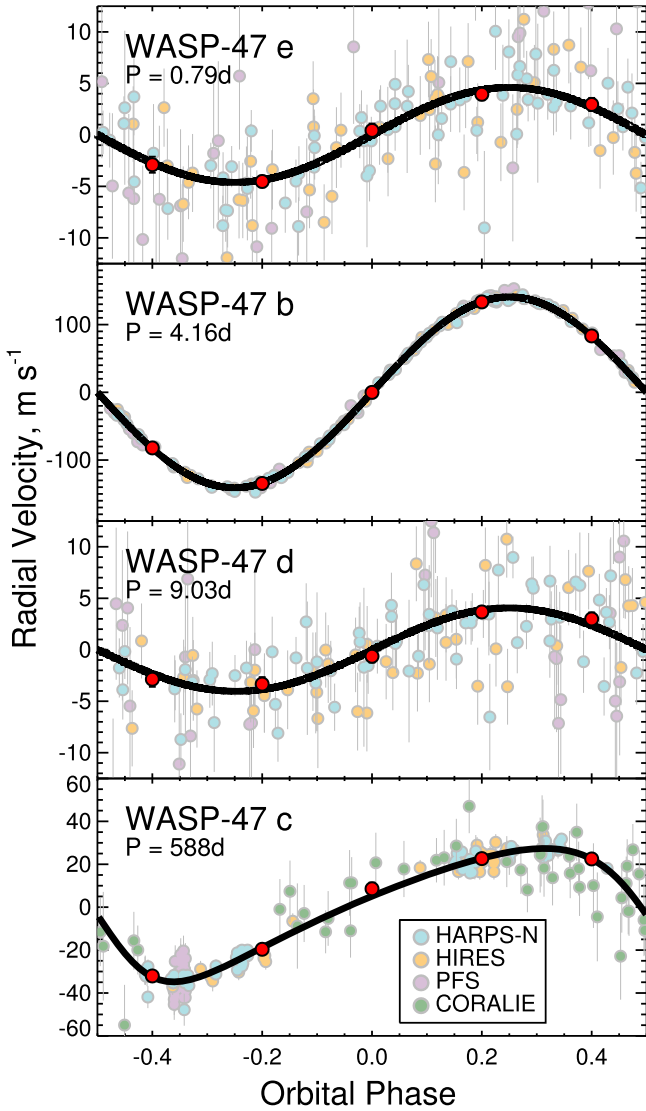 Radial Velocity, m s⁻¹
WASP-47 e
P = 0.79d
10
5
0
-5
-10
WASP-47 b
P = 4.16d
100
0
-100
WASP-47 d
P = 9.03d
10
5
0
-5
-10
WASP-47 c
P = 588d
60
40
20
0
-20
-40
-60
HARPS-N
HIRES
PFS
CORALIE
-0.4 -0.2 0.0 0.2 0.4
Orbital Phase